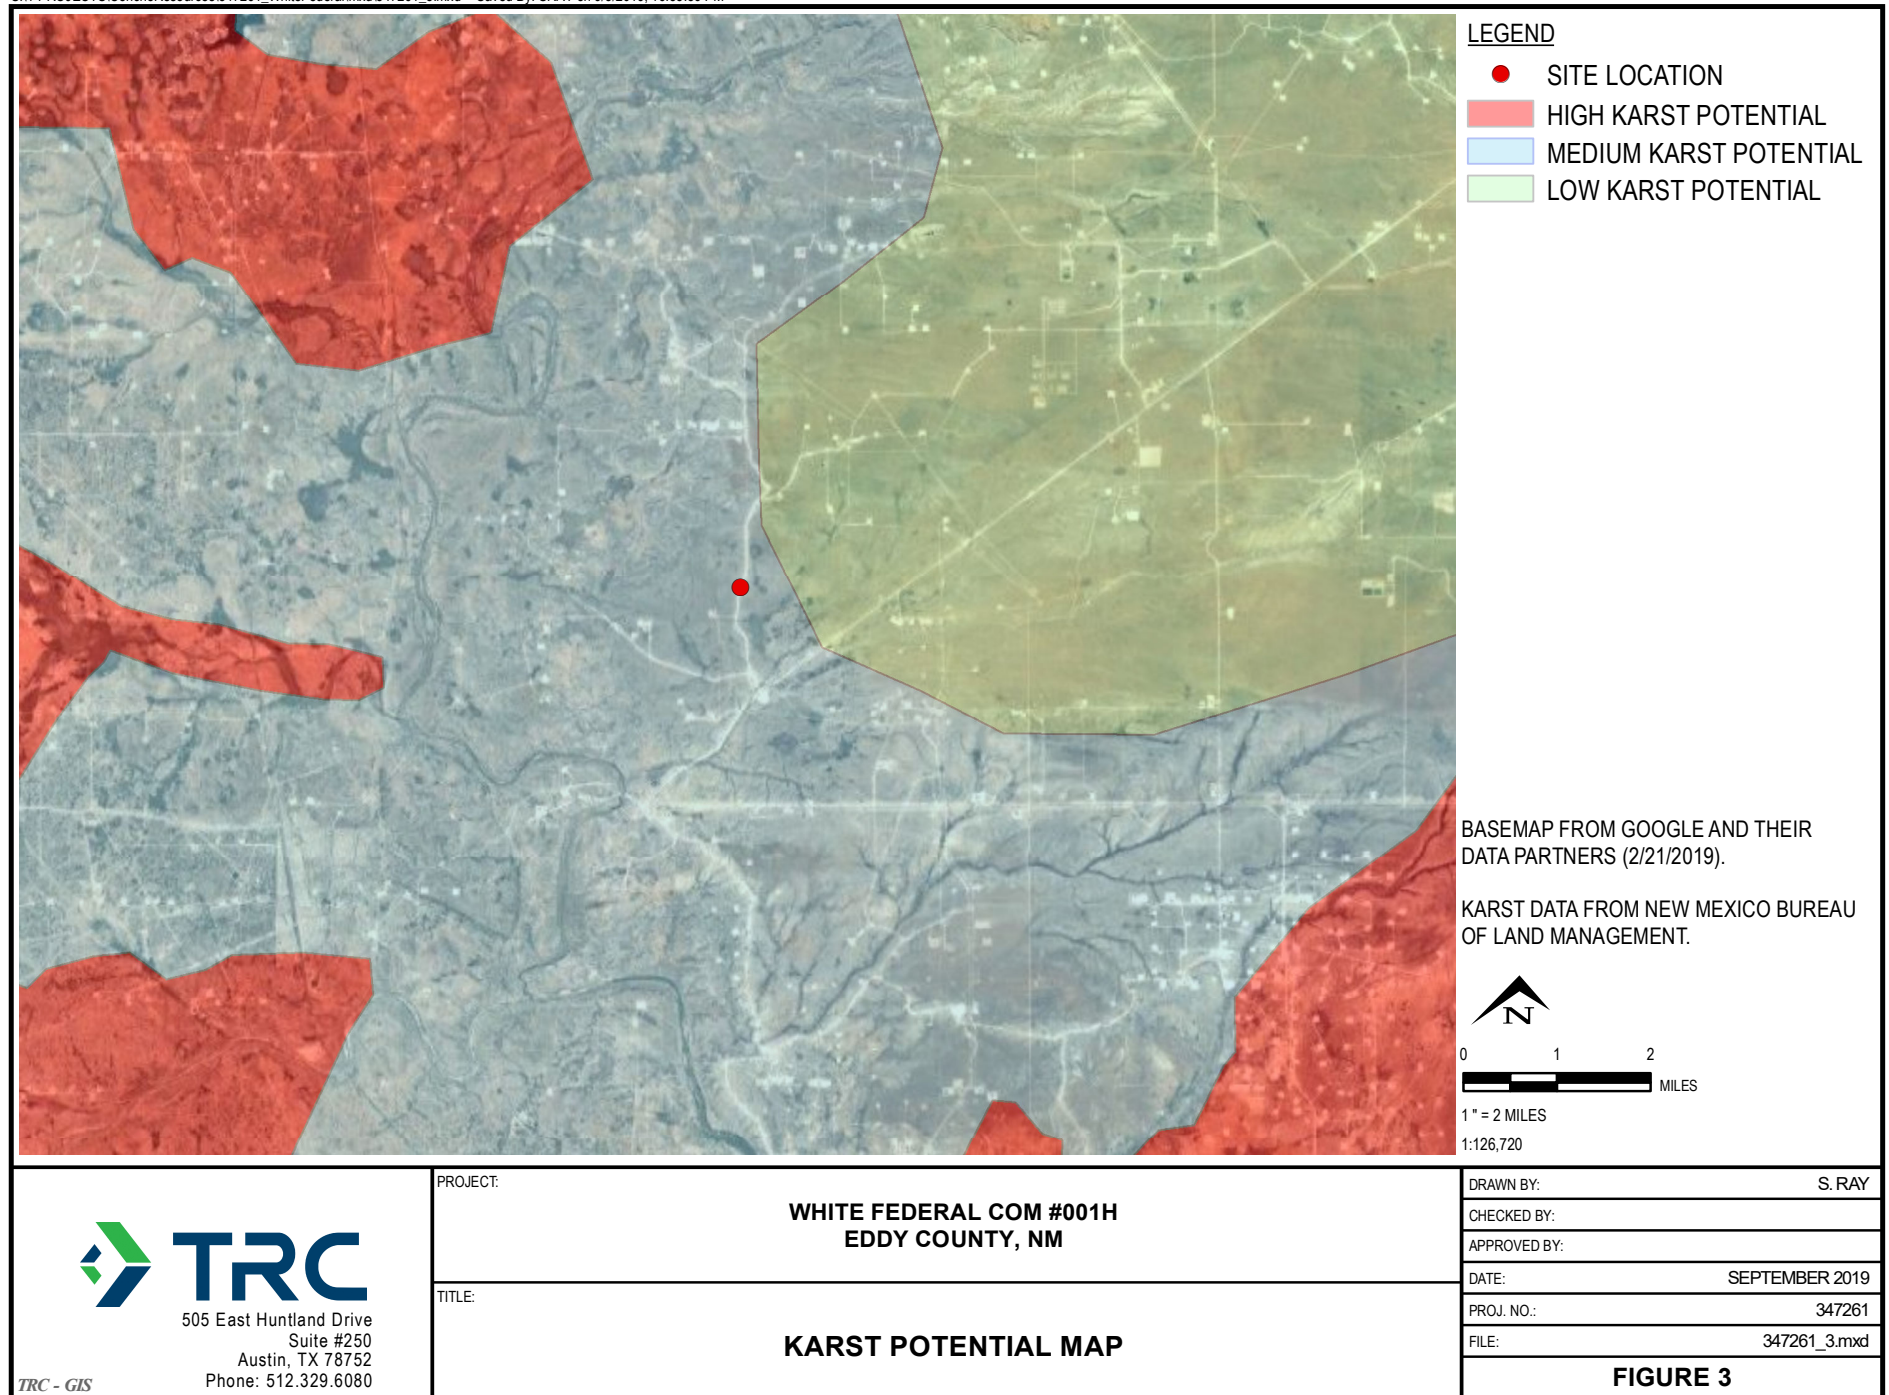 LEGEND
SITE LOCATION
HIGH KARST POTENTIAL
MEDIUM KARST POTENTIAL
LOW KARST POTENTIAL
BASEMAP FROM GOOGLE AND THEIR
DATA PARTNERS (2/21/2019).
KARST DATA FROM NEW MEXICO BUREAU
OF LAND MANAGEMENT.
N
0 1 2
MILES
1 " = 2 MILES
1:126,720
TRC
505 East Huntland Drive
Suite #250
Austin, TX 78752
Phone: 512.329.6080
TRC - GIS
PROJECT:
WHITE FEDERAL COM #001H
EDDY COUNTY, NM
TITLE:
KARST POTENTIAL MAP
DRAWN BY: S. RAY
CHECKED BY:
APPROVED BY:
DATE: SEPTEMBER 2019
PROJ. NO.: 347261
FILE: 347261_3.mxd
FIGURE 3